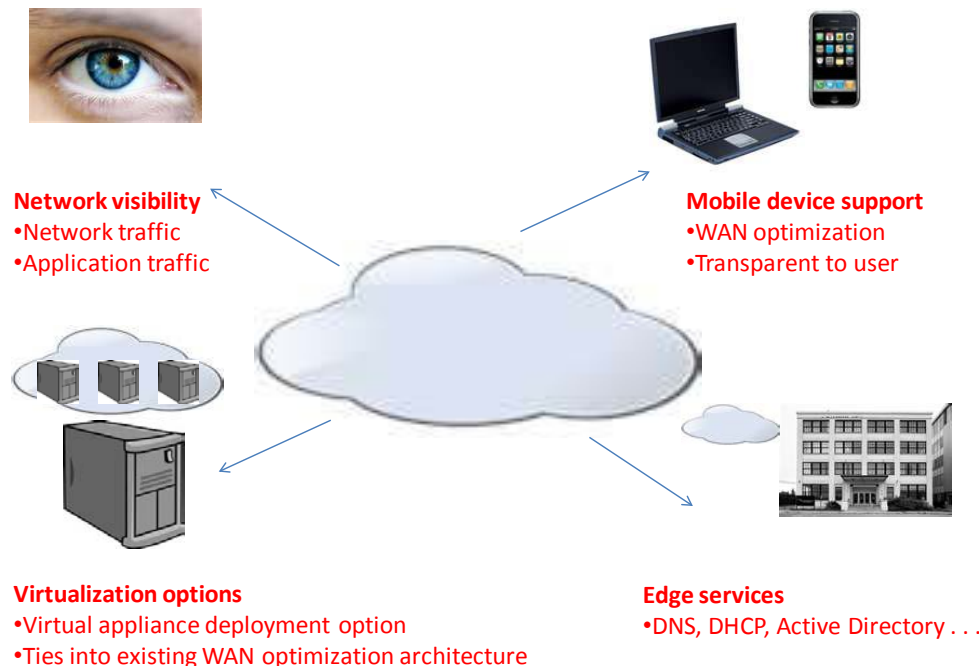 Network visibility
•Network traffic
•Application traffic
Mobile device support
•WAN optimization
•Transparent to user
Virtualization options
•Virtual appliance deployment option
•Ties into existing WAN optimization architecture
Edge services
•DNS, DHCP, Active Directory . . .